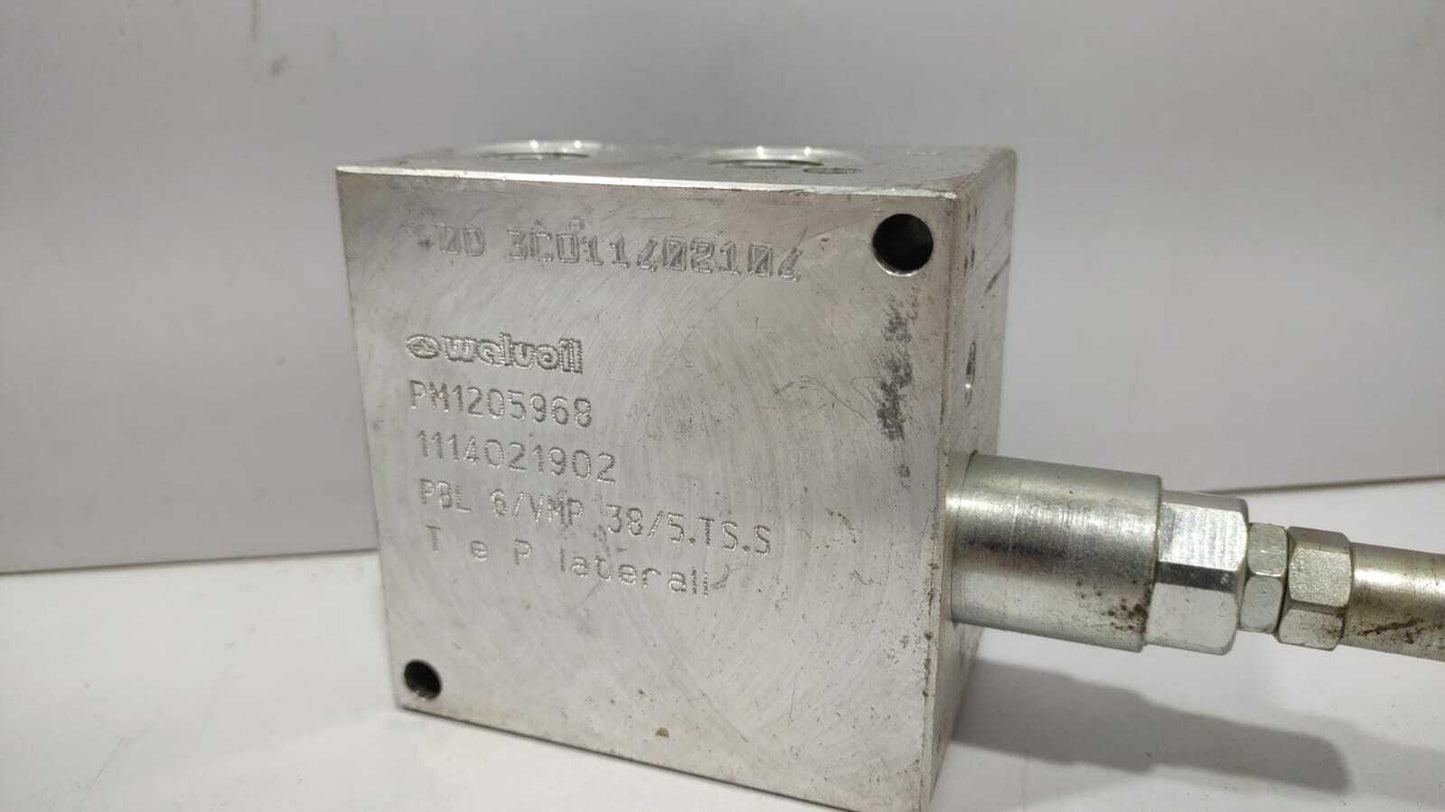 3C011402104
walvoil
PM1205968
1114021902
PBL 6/VMP 38/5.TS.S
T e P laterali